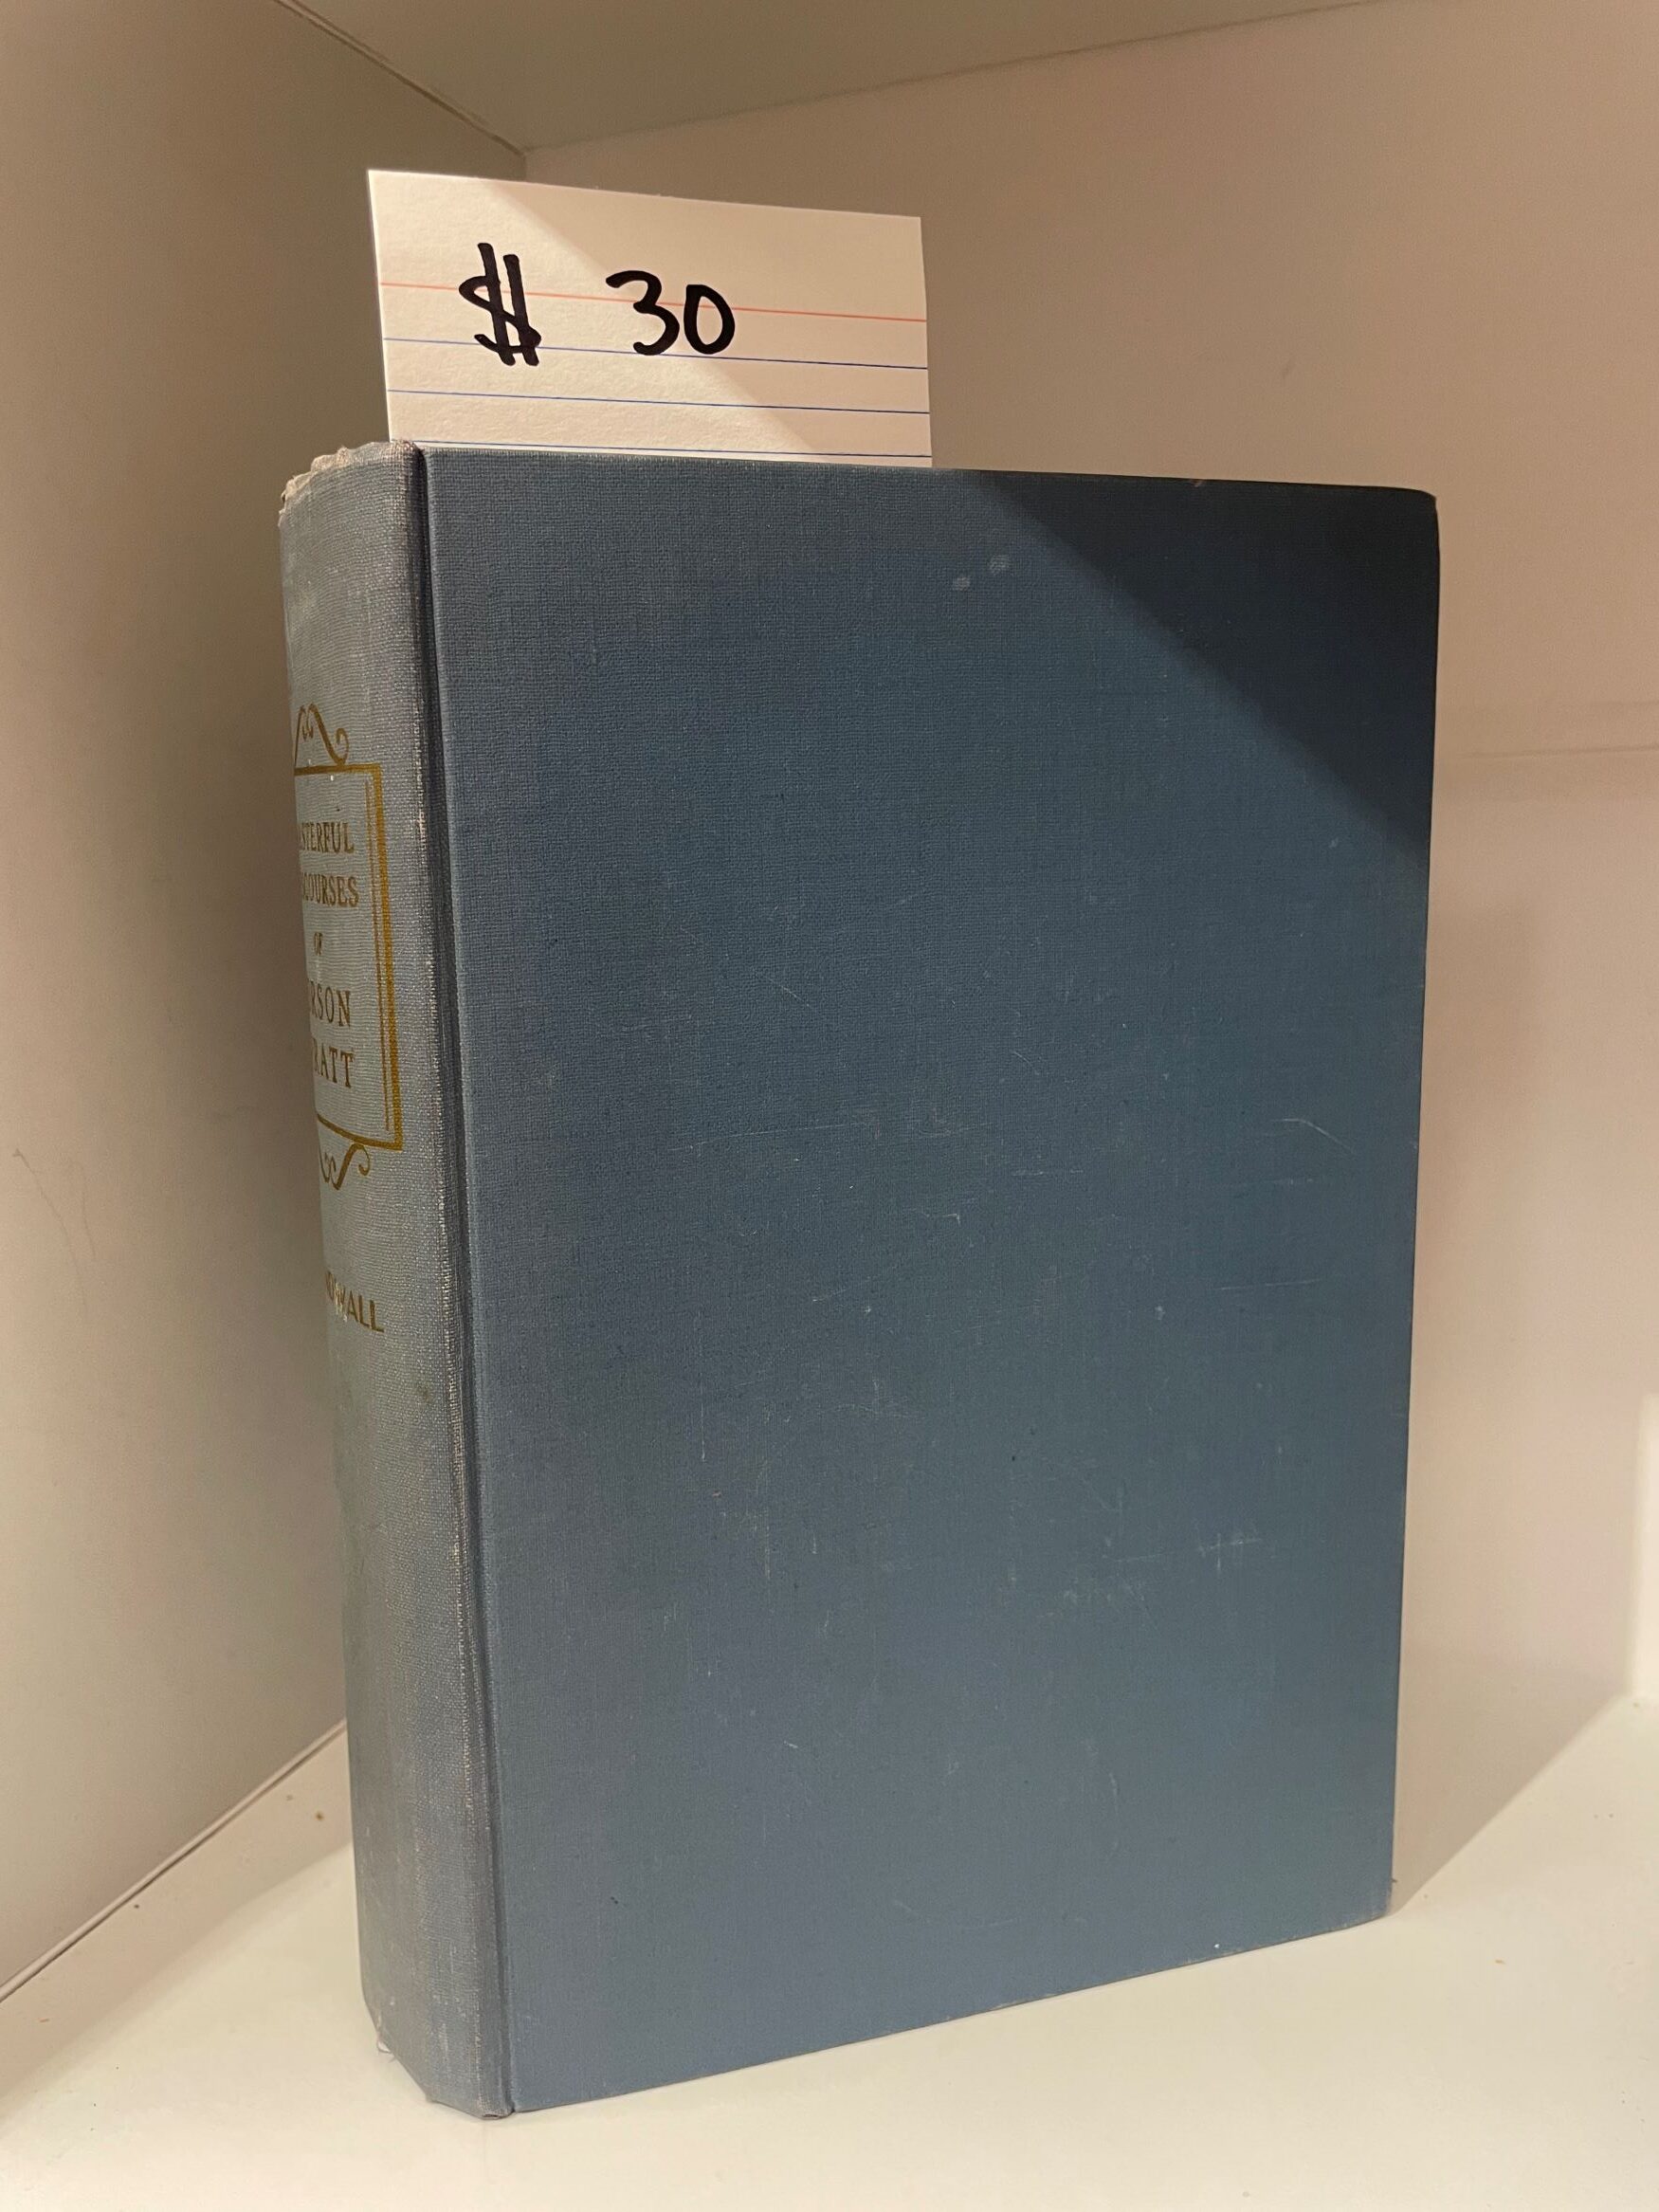 $ 30
STERFUL
COURSES
OF
RSON
RATT
WALL